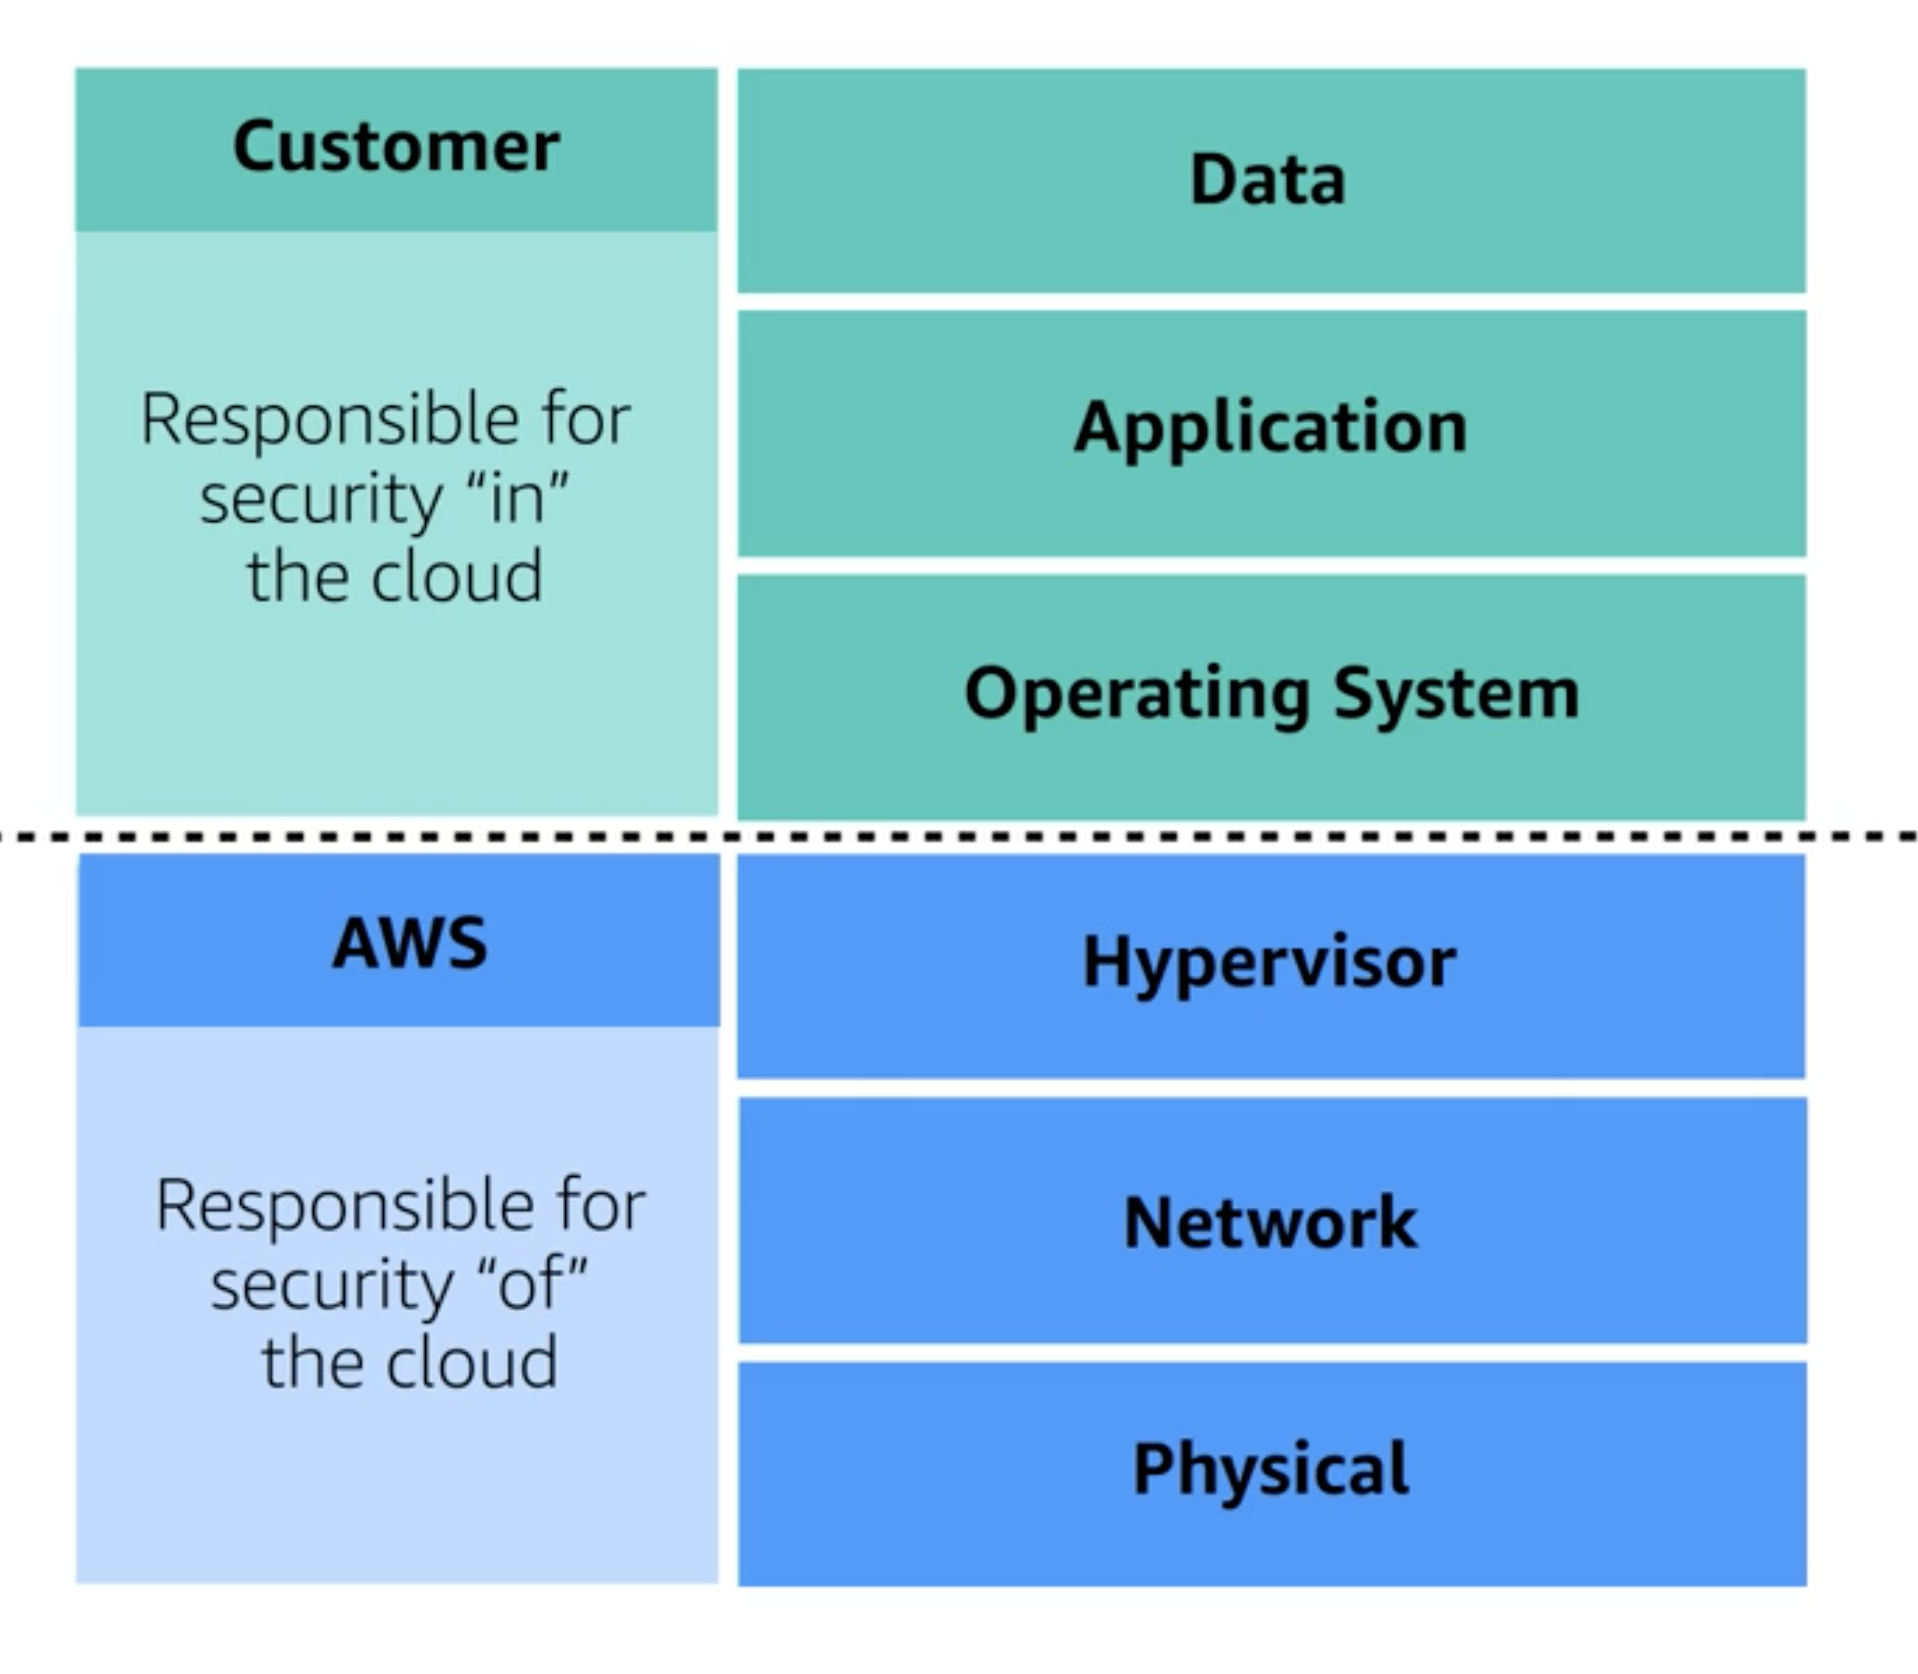 Customer
Responsible for
security “in”
the cloud
Data
Application
Operating System
AWS
Responsible for
security “of”
the cloud
Hypervisor
Network
Physical